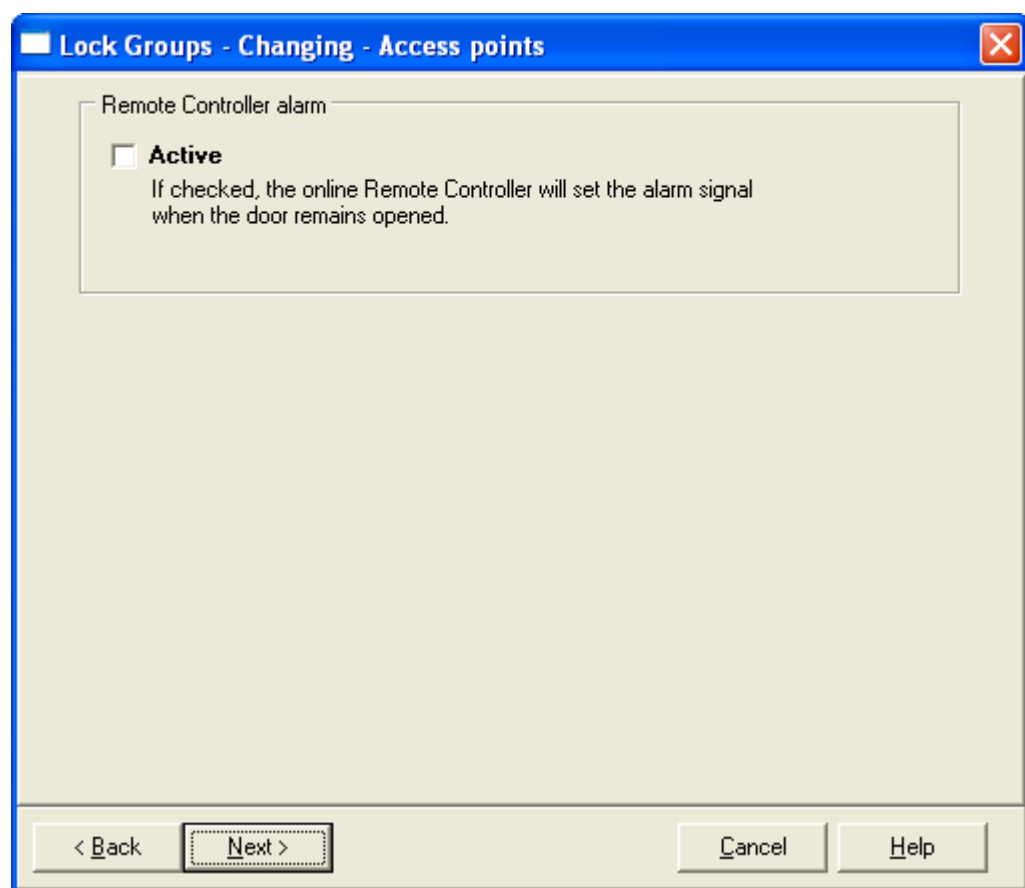 Lock Groups - Changing - Access points
Remote Controller alarm
Active
If checked, the online Remote Controller will set the alarm signal
when the door remains opened.
< Back
Next >
Cancel
Help